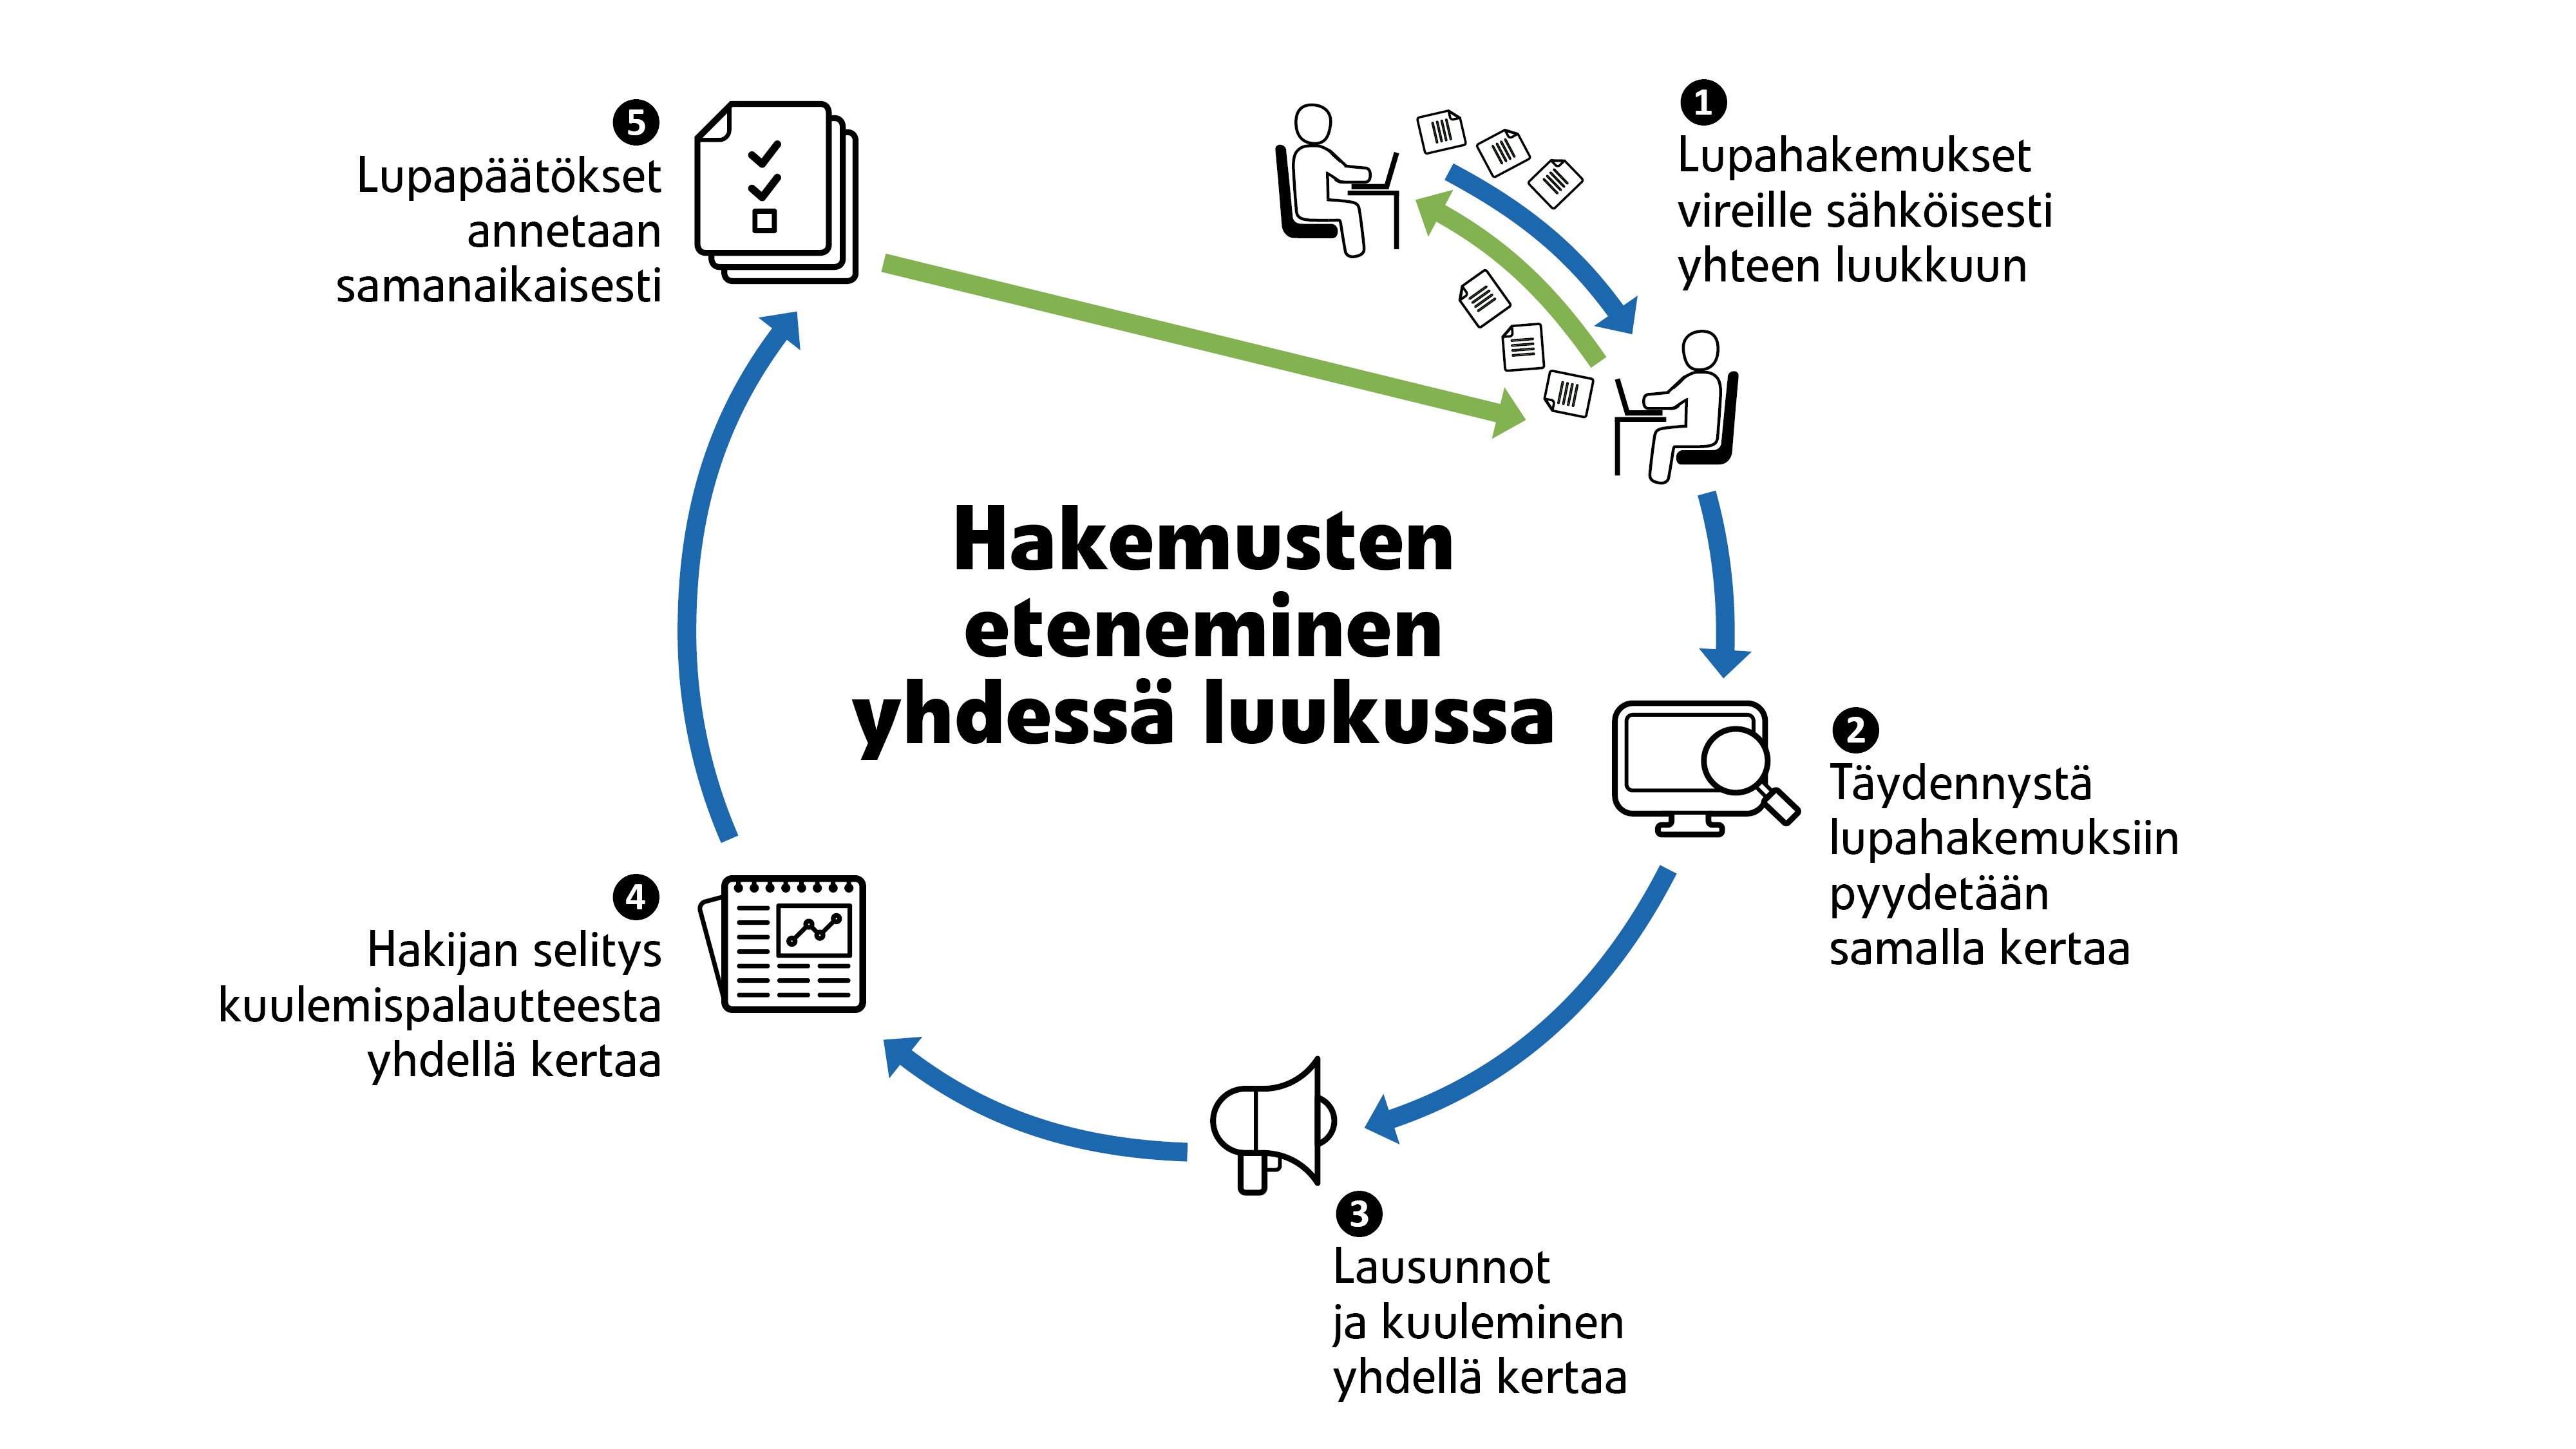 Hakemusten
eteneminen
yhdessä luukussa
1
Lupahakemukset
vireille sähköisesti
yhteen luukkuun
2
Täydennystä
lupahakemuksiin
pyydetään
samalla kertaa
3
Lausunnot
ja kuuleminen
yhdellä kertaa
4
Hakijan selitys
kuulemispalautteesta
yhdellä kertaa
5
Lupapäätökset
annetaan
samanaikaisesti